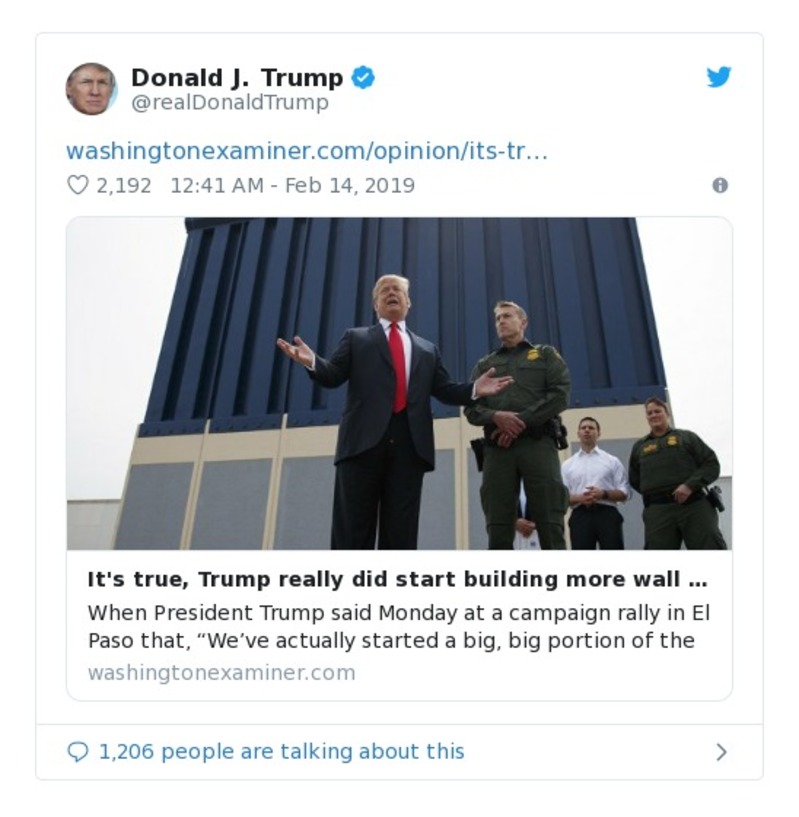 Donald J. Trump
@realDonaldTrump
washingtonexaminer.com/opinion/its-tr…
2,192 12:41 AM - Feb 14, 2019
It's true, Trump really did start building more wall …
When President Trump said Monday at a campaign rally in El
Paso that, “We’ve actually started a big, big portion of the
washingtonexaminer.com
1,206 people are talking about this